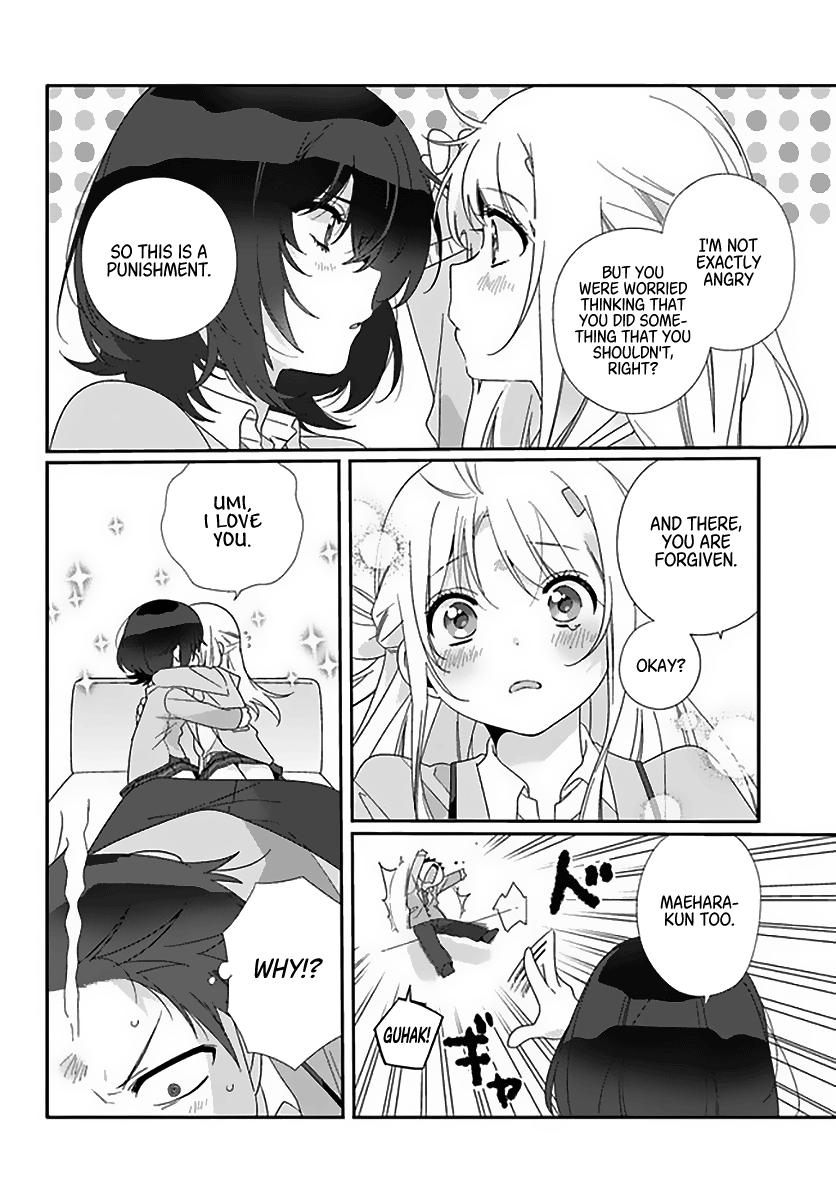 I'M NOT
EXACTLY
ANGRY
BUT YOU
WERE WORRIED
THINKING THAT
YOU DID SOME-
THING THAT YOU
SHOULDN'T,
RIGHT?
SO THIS IS A
PUNISHMENT.
AND THERE,
YOU ARE
FORGIVEN.
OKAY?
UMI,
I LOVE
YOU.
MAEHARA-
KUN TOO.
ビ
GUHAK!
ギャ
WHY!?